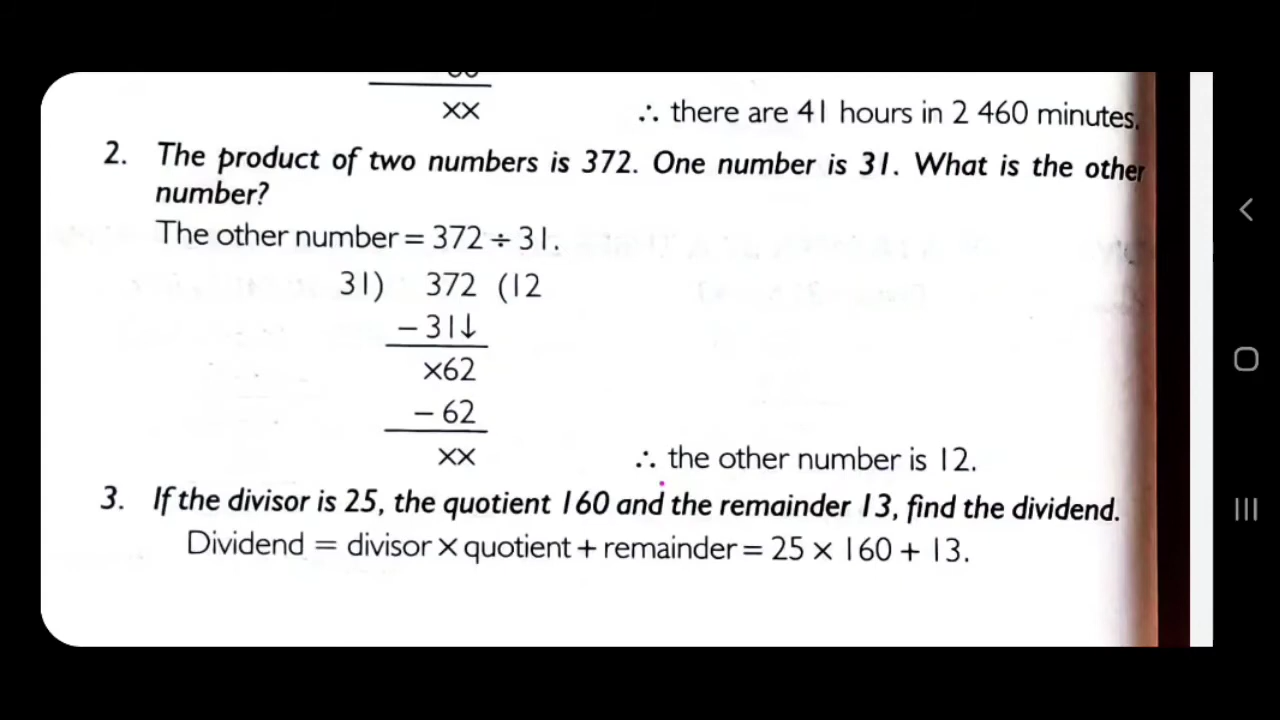 xx
∴ there are 41 hours in 2 460 minutes.
2. The product of two numbers is 372. One number is 31. What is the other
number?
The other number = 372 ÷ 31.
31) 372 (12
– 31↓
×62
– 62
xx
∴ the other number is 12.
3. If the divisor is 25, the quotient 160 and the remainder 13, find the dividend.
Dividend = divisor × quotient + remainder = 25 × 160 + 13.